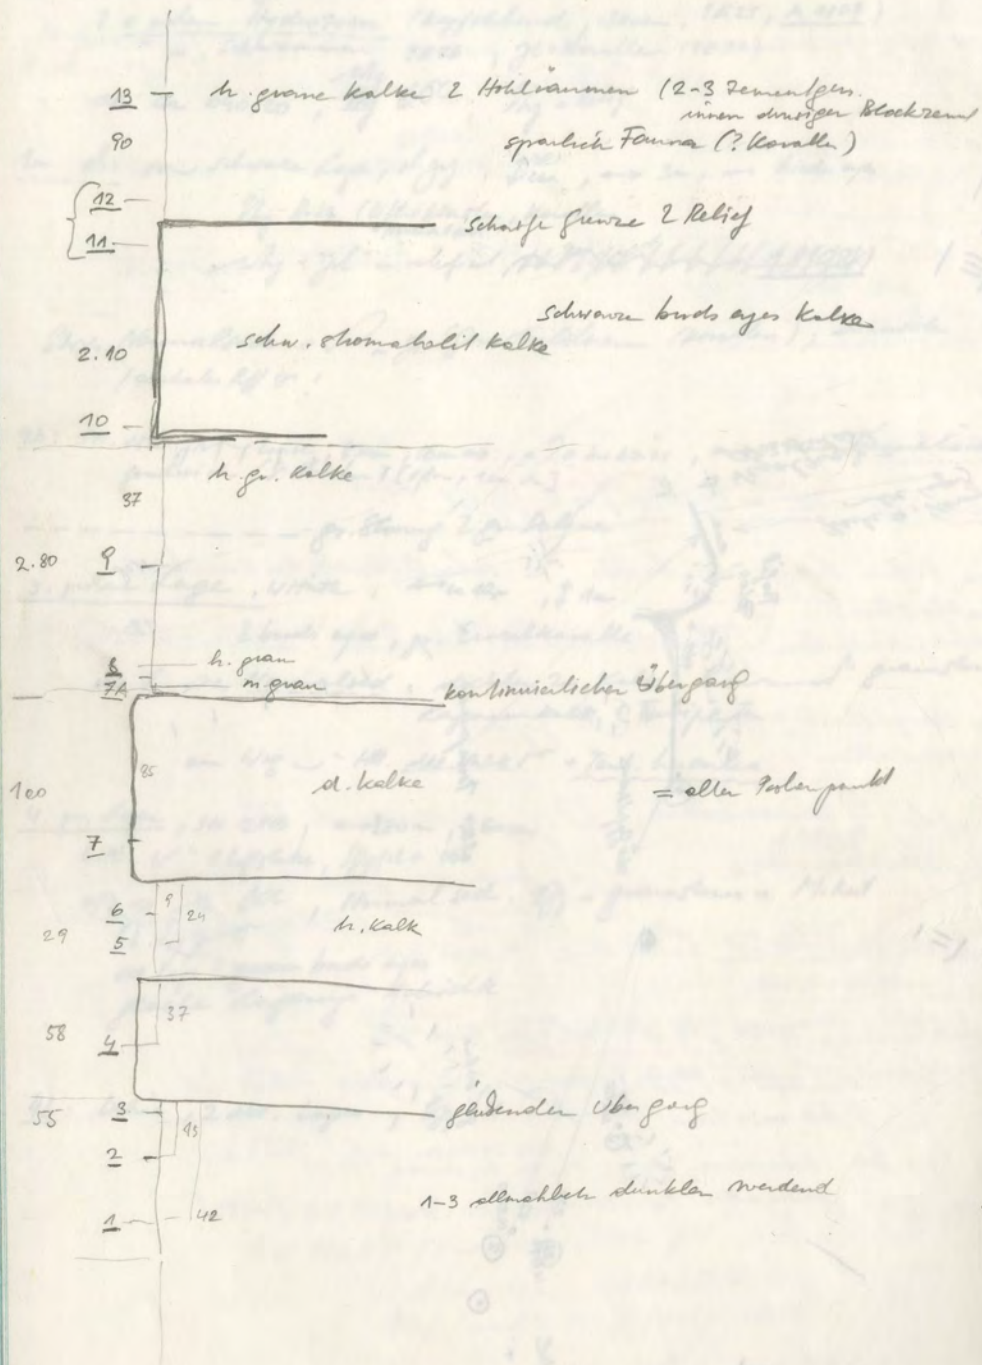 13 h. graue Kalke 2 Hohlräumen (2-3 Zementgen.
innen drusiger Blockzement
90 spärlich Fauna (? Korallen)
12
scharfe Grenze 2 Relief
11
schwarze birds eyes Kalke
2.10 schw. stromatolit Kalke
10
h. gr. Kalke
37
2.80 9
8 h. grau
7A m. grau
kontinuierlicher Übergang
85
100 d. Kalke = alter Probenpunkt
7
6 9
24 h. Kalk
29 5
37
58 4
55 3 gleitender Übergang
43
2
1-3 allmählich dunkler werdend
1 42